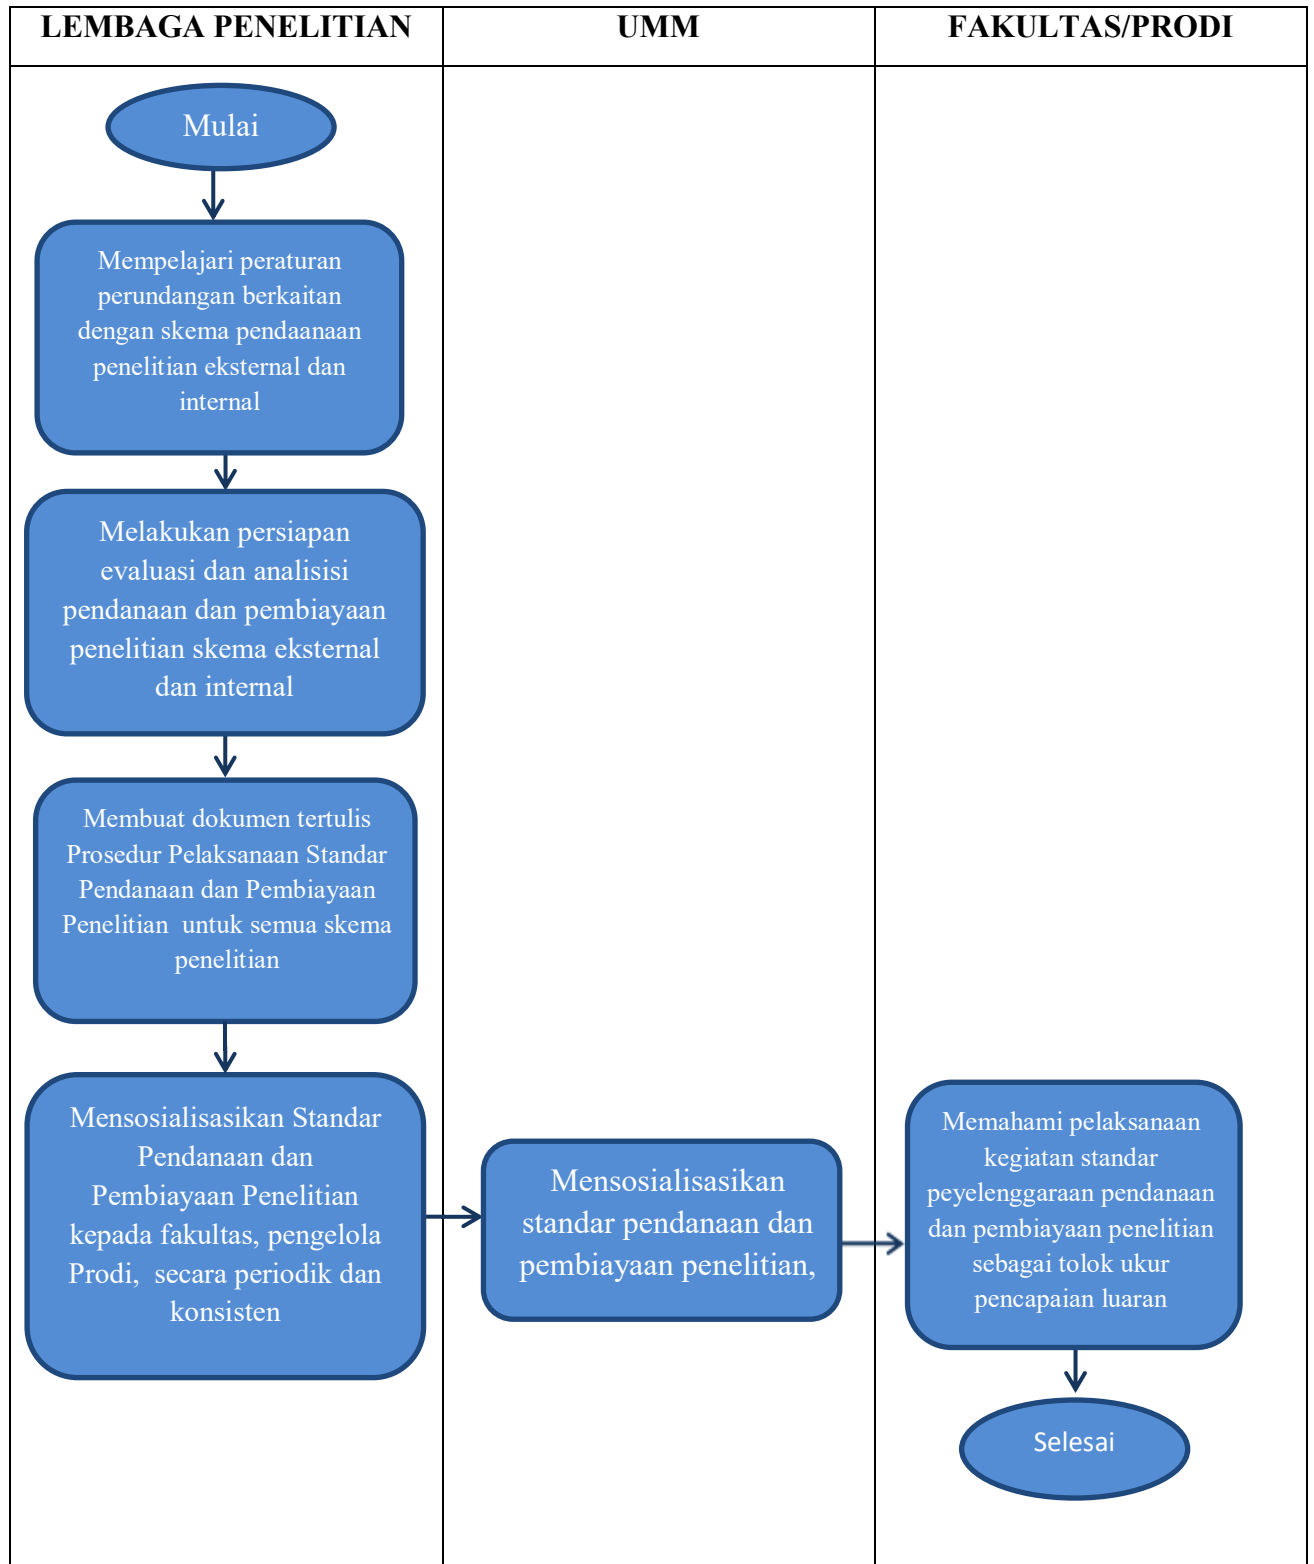 LEMBAGA PENELITIAN
UMM
FAKULTAS/PRODI
Mulai
Mempelajari peraturan
perundangan berkaitan
dengan skema pendaanaan
penelitian eksternal dan
internal
Melakukan persiapan
evaluasi dan analisisi
pendanaan dan pembiayaan
penelitian skema eksternal
dan internal
Membuat dokumen tertulis
Prosedur Pelaksanaan Standar
Pendanaan dan Pembiayaan
Penelitian  untuk semua skema
penelitian
Mensosialisasikan Standar
Pendanaan dan
Pembiayaan Penelitian
kepada fakultas, pengelola
Prodi,  secara periodik dan
konsisten
Mensosialisasikan
standar pendanaan dan
pembiayaan penelitian,
Memahami pelaksanaan
kegiatan standar
peyelenggaraan pendanaan
dan pembiayaan penelitian
sebagai tolok ukur
pencapaian luaran
Selesai